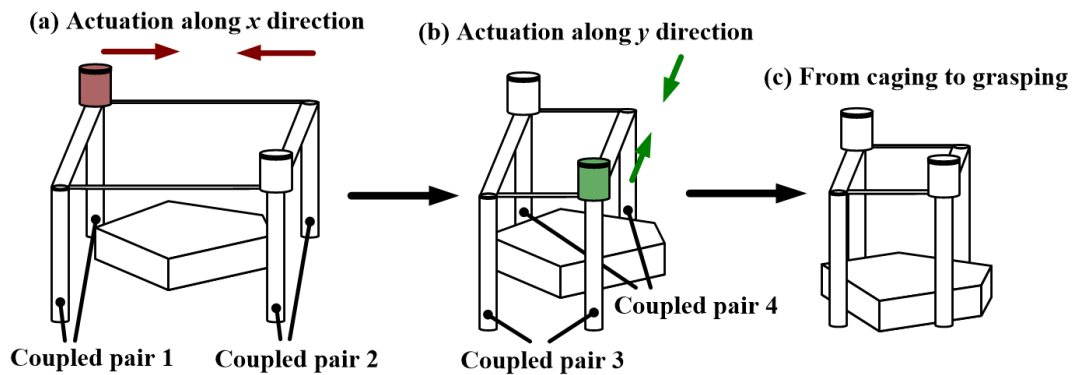 (a) Actuation along x direction
(b) Actuation along y direction
(c) From caging to grasping
Coupled pair 1
Coupled pair 2
Coupled pair 3
Coupled pair 4